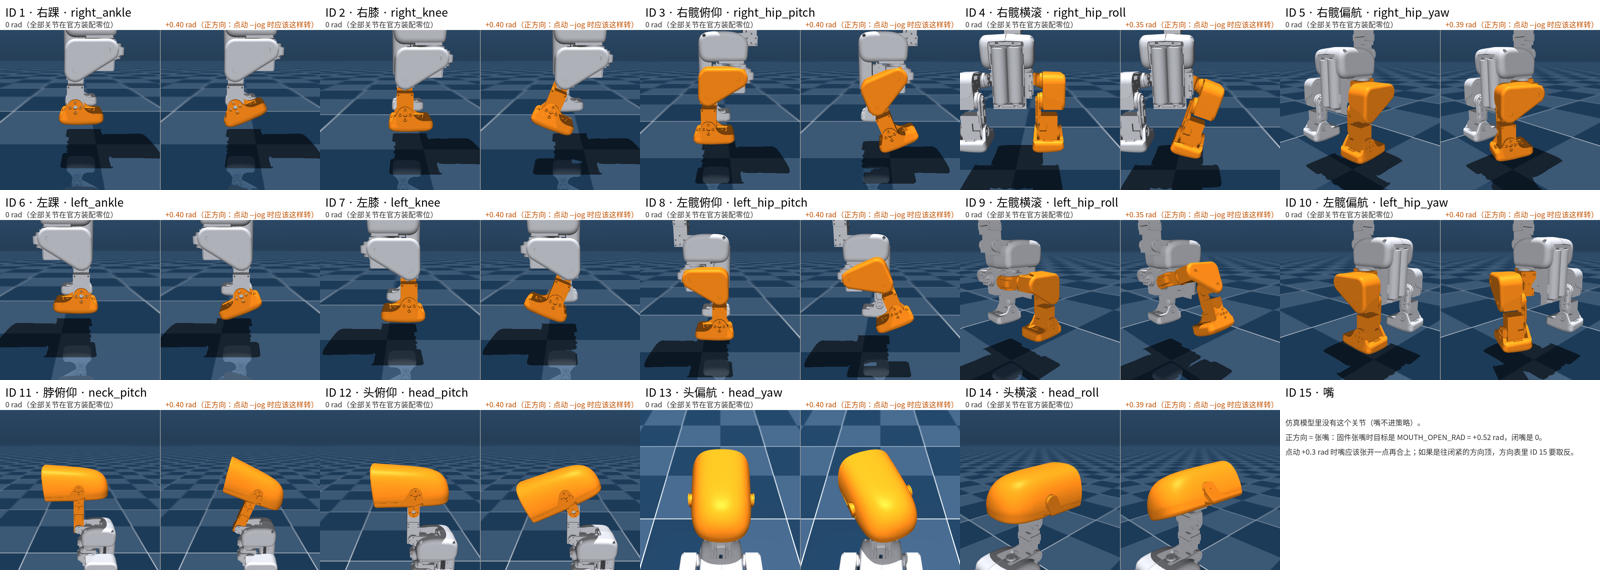 ID 1 · 右踝 · right_ankle
0 rad（全部关节在官方装配零位） +0.40 rad（正方向：点动 --jog 时应该这样转）
ID 2 · 右膝 · right_knee
0 rad（全部关节在官方装配零位） +0.40 rad（正方向：点动 --jog 时应该这样转）
ID 3 · 右髋俯仰 · right_hip_pitch
0 rad（全部关节在官方装配零位） +0.40 rad（正方向：点动 --jog 时应该这样转）
ID 4 · 右髋横滚 · right_hip_roll
0 rad（全部关节在官方装配零位） +0.35 rad（正方向：点动 --jog 时应该这样转）
ID 5 · 右髋偏航 · right_hip_yaw
0 rad（全部关节在官方装配零位） +0.39 rad（正方向：点动 --jog 时应该这样转）
ID 6 · 左踝 · left_ankle
0 rad（全部关节在官方装配零位） +0.40 rad（正方向：点动 --jog 时应该这样转）
ID 7 · 左膝 · left_knee
0 rad（全部关节在官方装配零位） +0.40 rad（正方向：点动 --jog 时应该这样转）
ID 8 · 左髋俯仰 · left_hip_pitch
0 rad（全部关节在官方装配零位） +0.40 rad（正方向：点动 --jog 时应该这样转）
ID 9 · 左髋横滚 · left_hip_roll
0 rad（全部关节在官方装配零位） +0.35 rad（正方向：点动 --jog 时应该这样转）
ID 10 · 左髋偏航 · left_hip_yaw
0 rad（全部关节在官方装配零位） +0.40 rad（正方向：点动 --jog 时应该这样转）
ID 11 · 脖俯仰 · neck_pitch
0 rad（全部关节在官方装配零位） +0.40 rad（正方向：点动 --jog 时应该这样转）
ID 12 · 头俯仰 · head_pitch
0 rad（全部关节在官方装配零位） +0.40 rad（正方向：点动 --jog 时应该这样转）
ID 13 · 头偏航 · head_yaw
0 rad（全部关节在官方装配零位） +0.40 rad（正方向：点动 --jog 时应该这样转）
ID 14 · 头横滚 · head_roll
0 rad（全部关节在官方装配零位） +0.39 rad（正方向：点动 --jog 时应该这样转）
ID 15 · 嘴
仿真模型里没有这个关节（嘴不进策略）。
正方向 = 张嘴：固件张嘴时目标是 MOUTH_OPEN_RAD = +0.52 rad，闭嘴是 0。
点动 +0.3 rad 时嘴应该张开一点再合上；如果是往闭紧的方向顶，方向表里 ID 15 要取反。